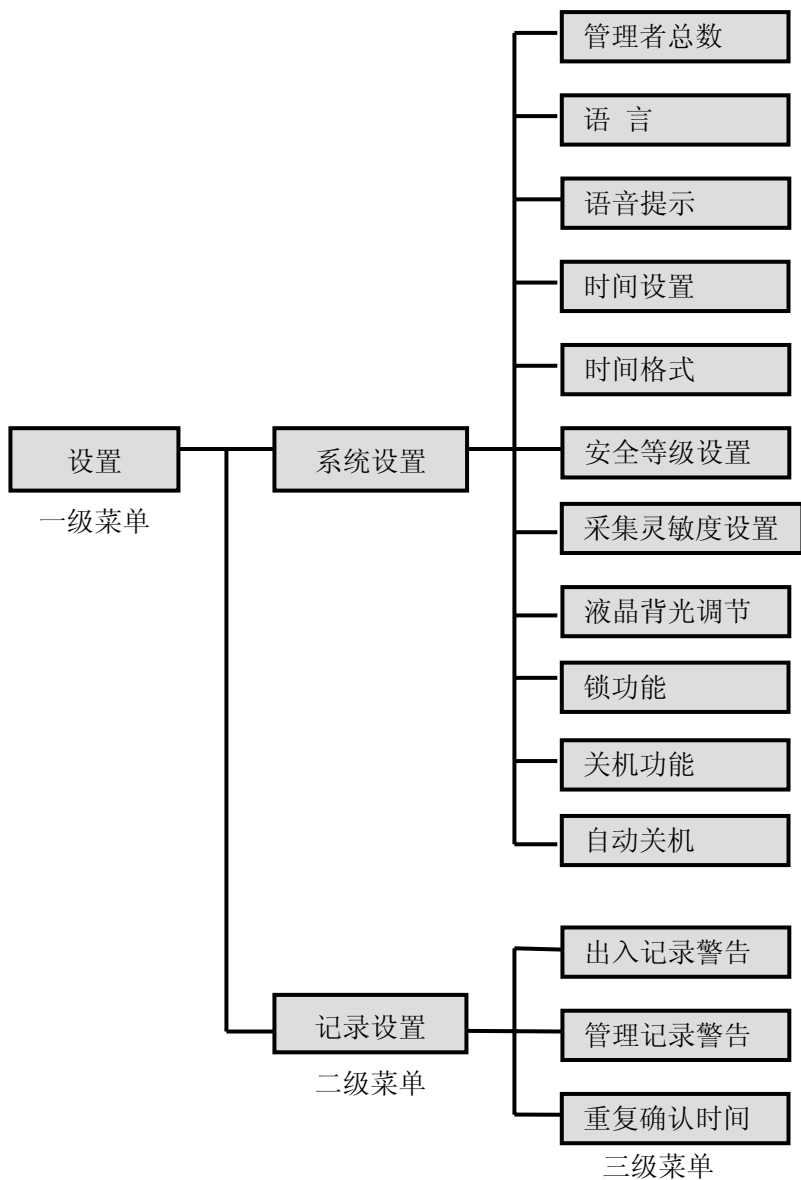 管理者总数
语 言
语音提示
时间设置
时间格式
设置
系统设置
安全等级设置
一级菜单
采集灵敏度设置
液晶背光调节
锁功能
关机功能
自动关机
出入记录警告
记录设置
管理记录警告
二级菜单
重复确认时间
三级菜单